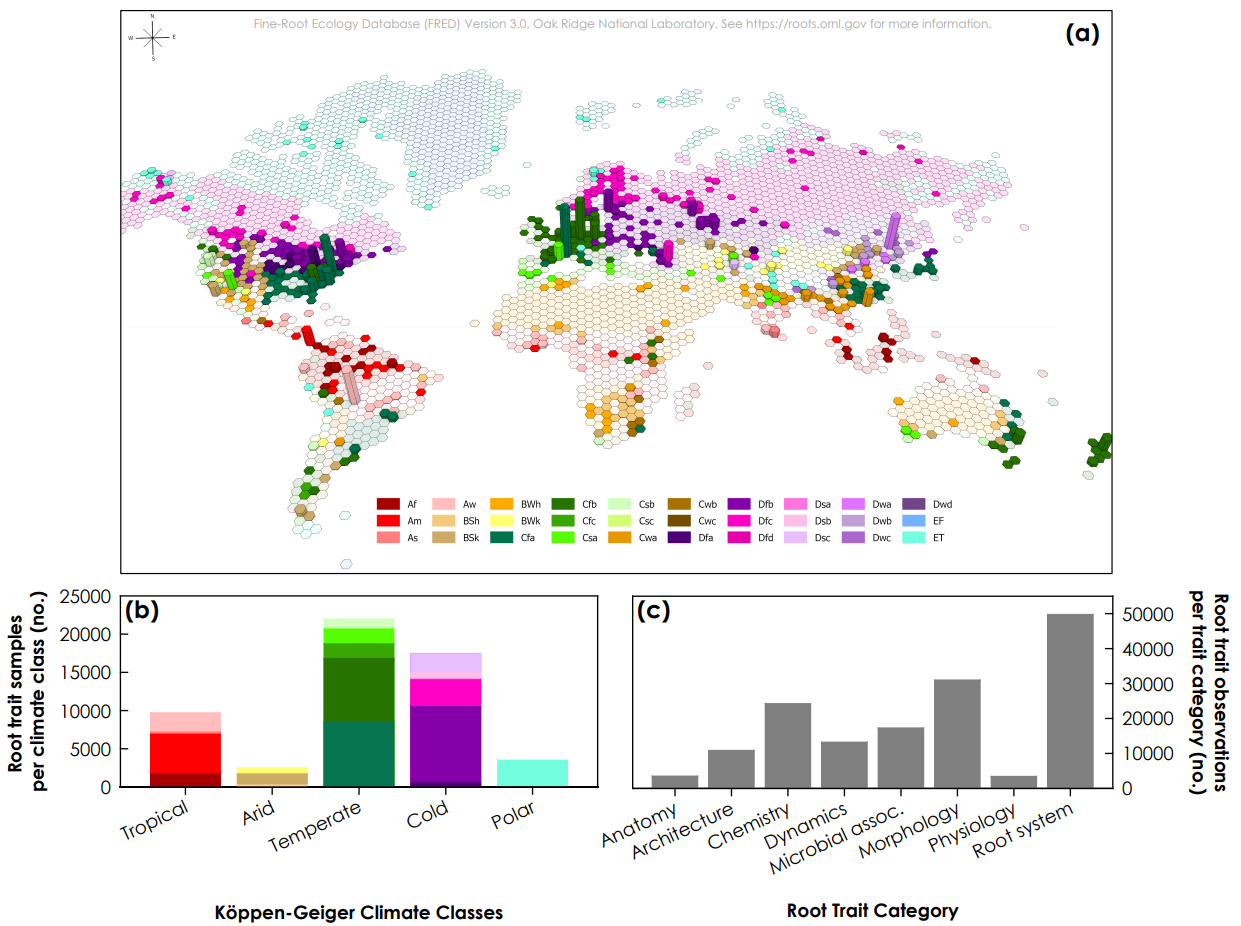 Fine-Root Ecology Database (FRED) Version 3.0, Oak Ridge National Laboratory. See https://roots.ornl.gov for more information.
(a)
N
W E
S
Af Aw BWh Cfb Csb Cwb Dfb Dsa Dwa Dwd
Am BSh BWk Cfc Csc Cwc Dfc Dsb Dwb EF
As BSk Cfa Csa Cwa Dfa Dfd Dsc Dwc ET
(b)
Root trait samples
per climate class (no.)
25000
20000
15000
10000
5000
0
Tropical
Arid
Temperate
Cold
Polar
Köppen-Geiger Climate Classes
(c)
50000
40000
30000
20000
10000
0
Root trait observations
per trait category (no.)
Anatomy
Architecture
Chemistry
Dynamics
Microbial assoc.
Morphology
Physiology
Root system
Root Trait Category